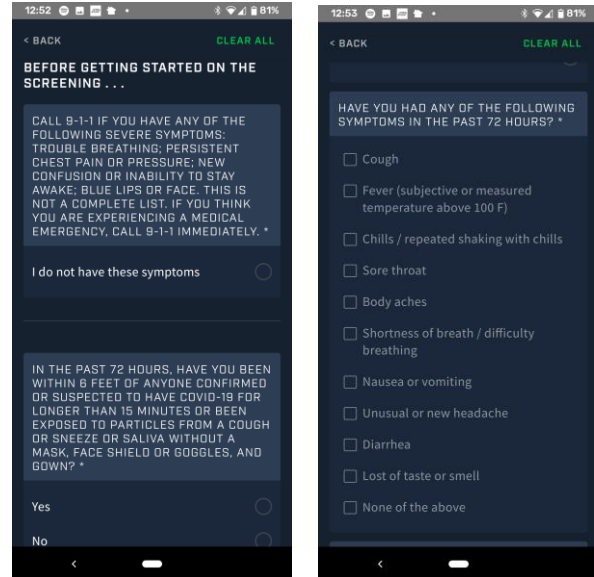 12:52
81%
< BACK
CLEAR ALL
BEFORE GETTING STARTED ON THE
SCREENING . . .
CALL 9-1-1 IF YOU HAVE ANY OF THE
FOLLOWING SEVERE SYMPTOMS:
TROUBLE BREATHING; PERSISTENT
CHEST PAIN OR PRESSURE; NEW
CONFUSION OR INABILITY TO STAY
AWAKE; BLUE LIPS OR FACE. THIS IS
NOT A COMPLETE LIST. IF YOU THINK
YOU ARE EXPERIENCING A MEDICAL
EMERGENCY, CALL 9-1-1 IMMEDIATELY. *
I do not have these symptoms
IN THE PAST 72 HOURS, HAVE YOU BEEN
WITHIN 6 FEET OF ANYONE CONFIRMED
OR SUSPECTED TO HAVE COVID-19 FOR
LONGER THAN 15 MINUTES OR BEEN
EXPOSED TO PARTICLES FROM A COUGH
OR SNEEZE OR SALIVA WITHOUT A
MASK, FACE SHIELD OR GOGGLES, AND
GOWN? *
Yes
No
12:53
81%
< BACK
CLEAR ALL
HAVE YOU HAD ANY OF THE FOLLOWING
SYMPTOMS IN THE PAST 72 HOURS? *
Cough
Fever (subjective or measured
temperature above 100 F)
Chills / repeated shaking with chills
Sore throat
Body aches
Shortness of breath / difficulty
breathing
Nausea or vomiting
Unusual or new headache
Diarrhea
Lost of taste or smell
None of the above